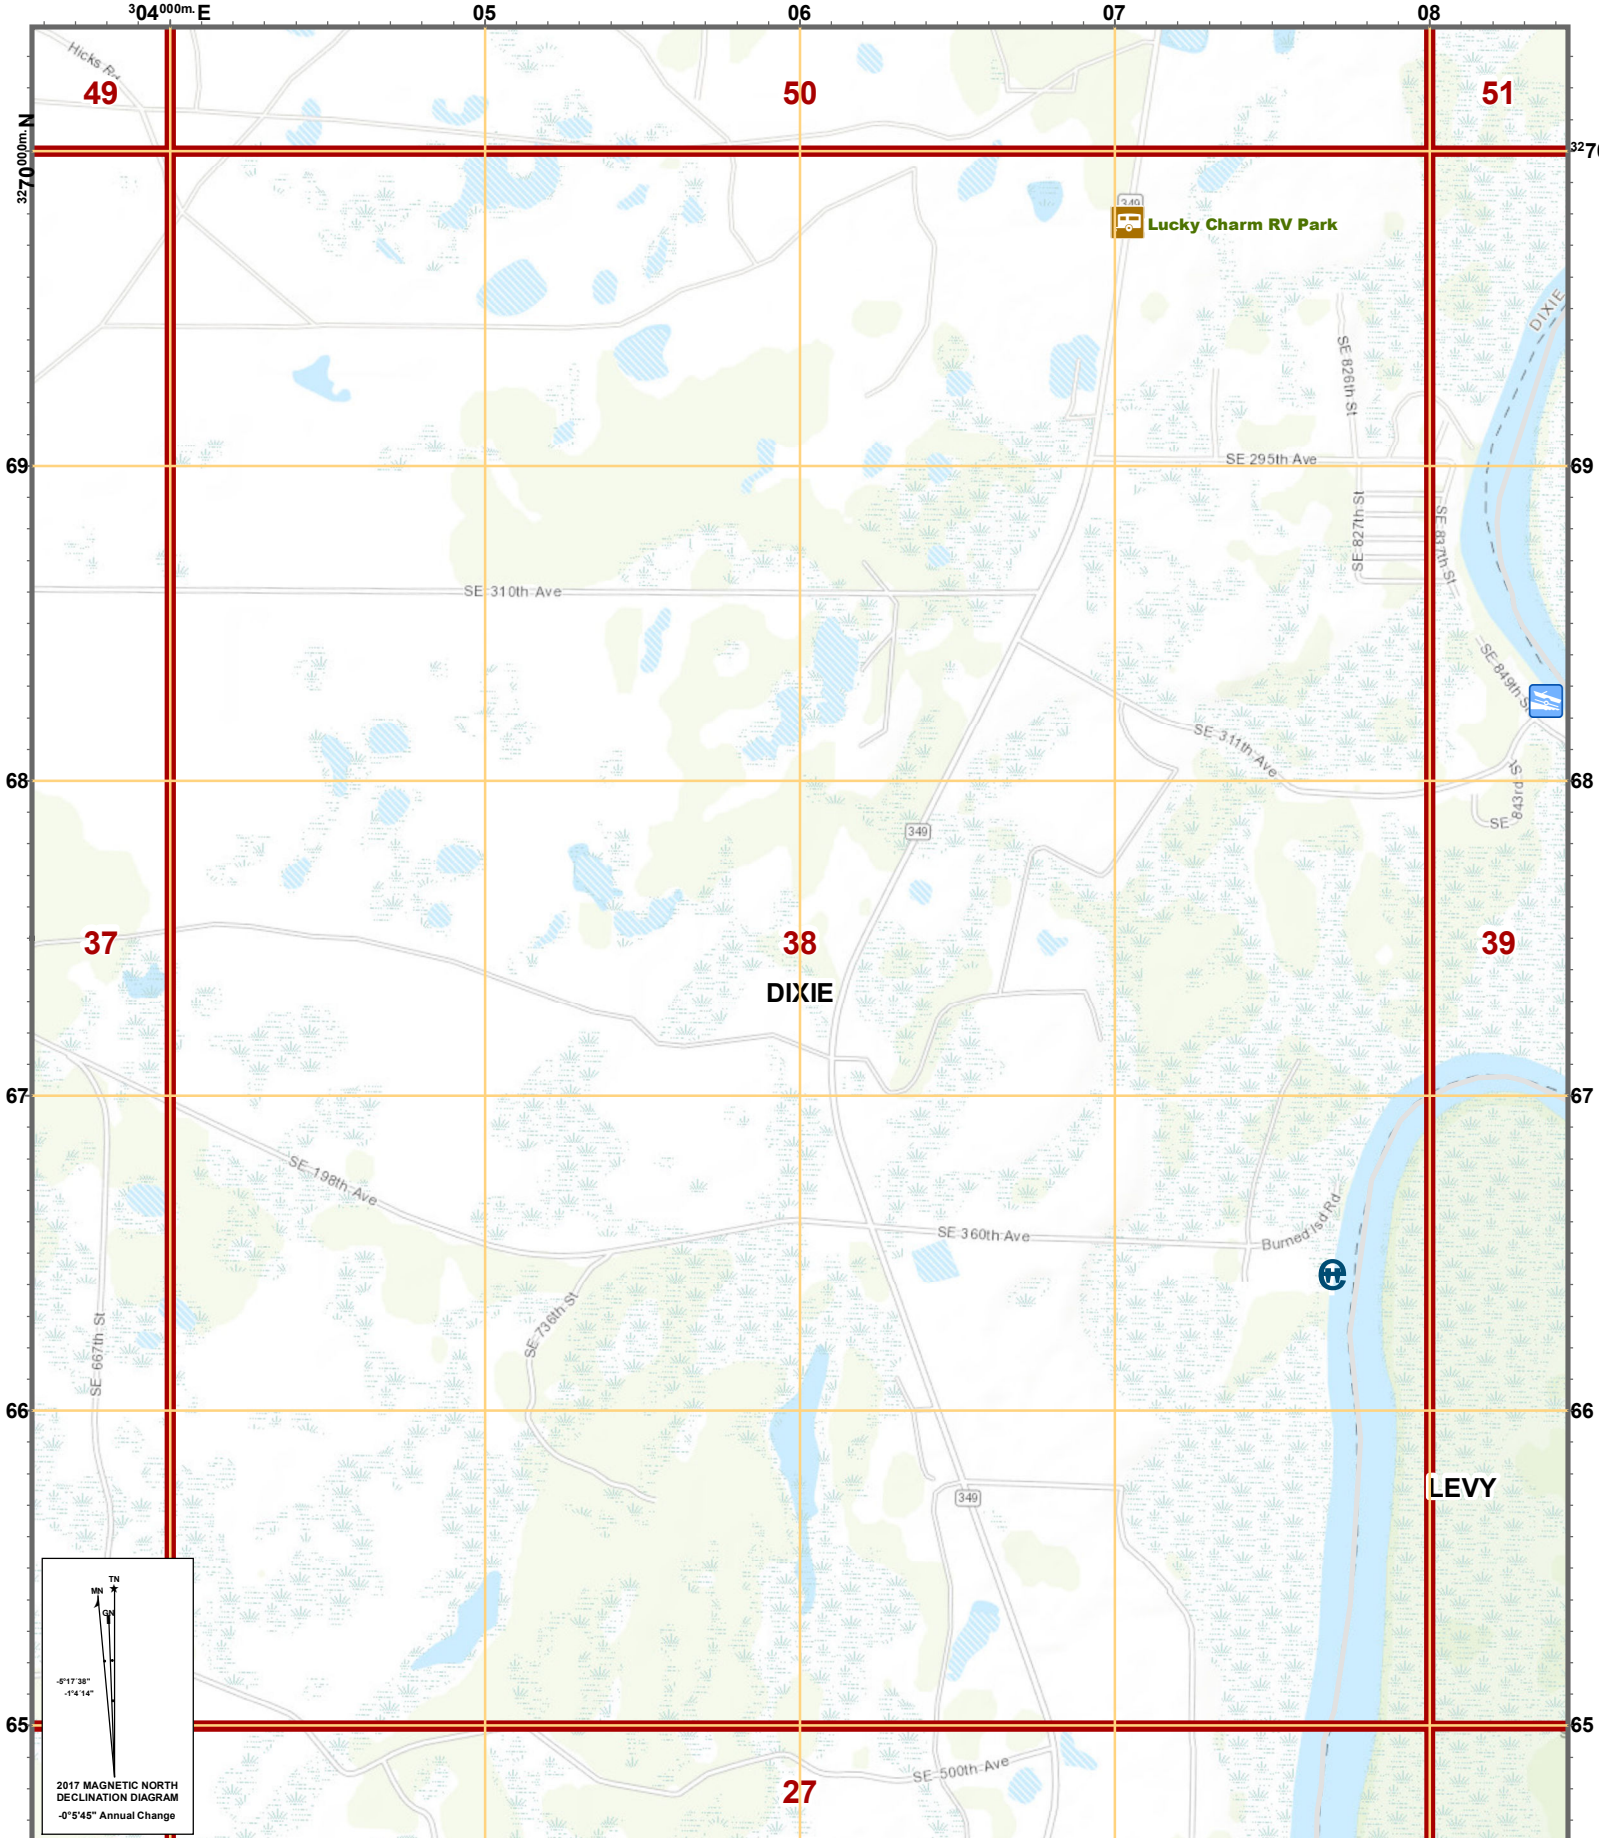 304000m. E
05
06
07
08
Hicks Rd
49
50
51
3270000m. N
3270
349
Lucky Charm RV Park
DIXIE
SE 826th St
69
SE 295th Ave
69
SE 827th St
SE 837th St
SE 310th Ave
SE 849th St
SE 311th Ave
68
68
SE 843rd St
349
37
38
39
DIXIE
67
67
SE 198th Ave
SE 360th Ave
Burned Isd Rd
SE 736th St
SE 667th St
66
66
LEVY
349
TN
MN
GN
-5°17'38"
-1°4'14"
65
65
2017 MAGNETIC NORTH
DECLINATION DIAGRAM
-0°5'45" Annual Change
SE 500th Ave
27